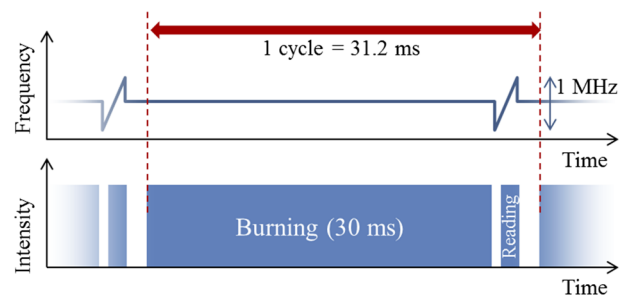 1 cycle = 31.2 ms
Frequency
1 MHz
Time
Intensity
Burning (30 ms)
Reading
Time